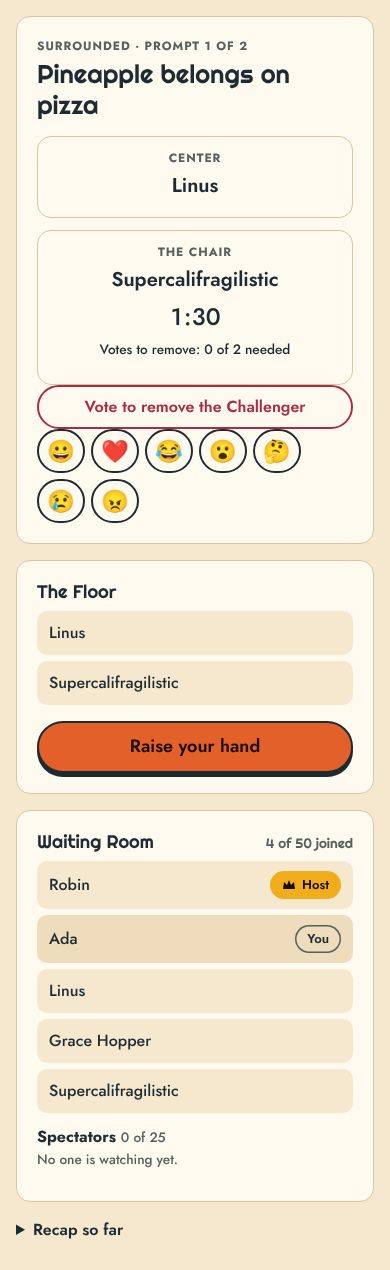 SURROUNDED · PROMPT 1 OF 2
Pineapple belongs on
pizza
CENTER
Linus
THE CHAIR
Supercalifragilistic
1:30
Votes to remove: 0 of 2 needed
Vote to remove the Challenger
The Floor
Linus
Supercalifragilistic
Raise your hand
Waiting Room 4 of 50 joined
Robin Host
Ada You
Linus
Grace Hopper
Supercalifragilistic
Spectators 0 of 25
No one is watching yet.
Recap so far